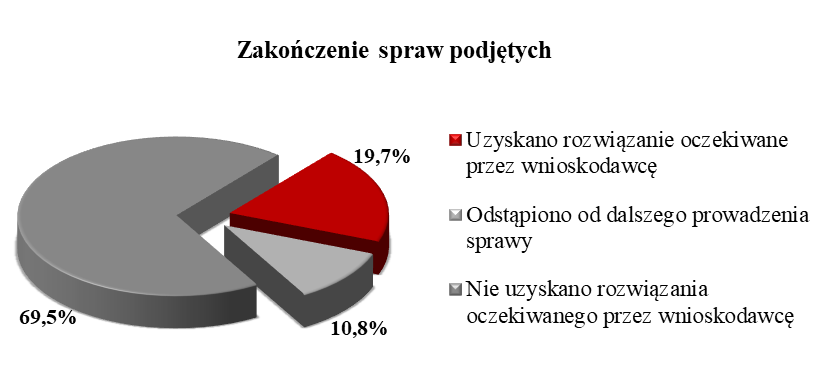 Zakończenie spraw podjętych
19,7%
Uzyskano rozwiązanie oczekiwane
przez wnioskodawcę
Odstąpiono od dalszego prowadzenia
sprawy
Nie uzyskano rozwiązania
oczekiwanego przez wnioskodawcę
69,5%
10,8%